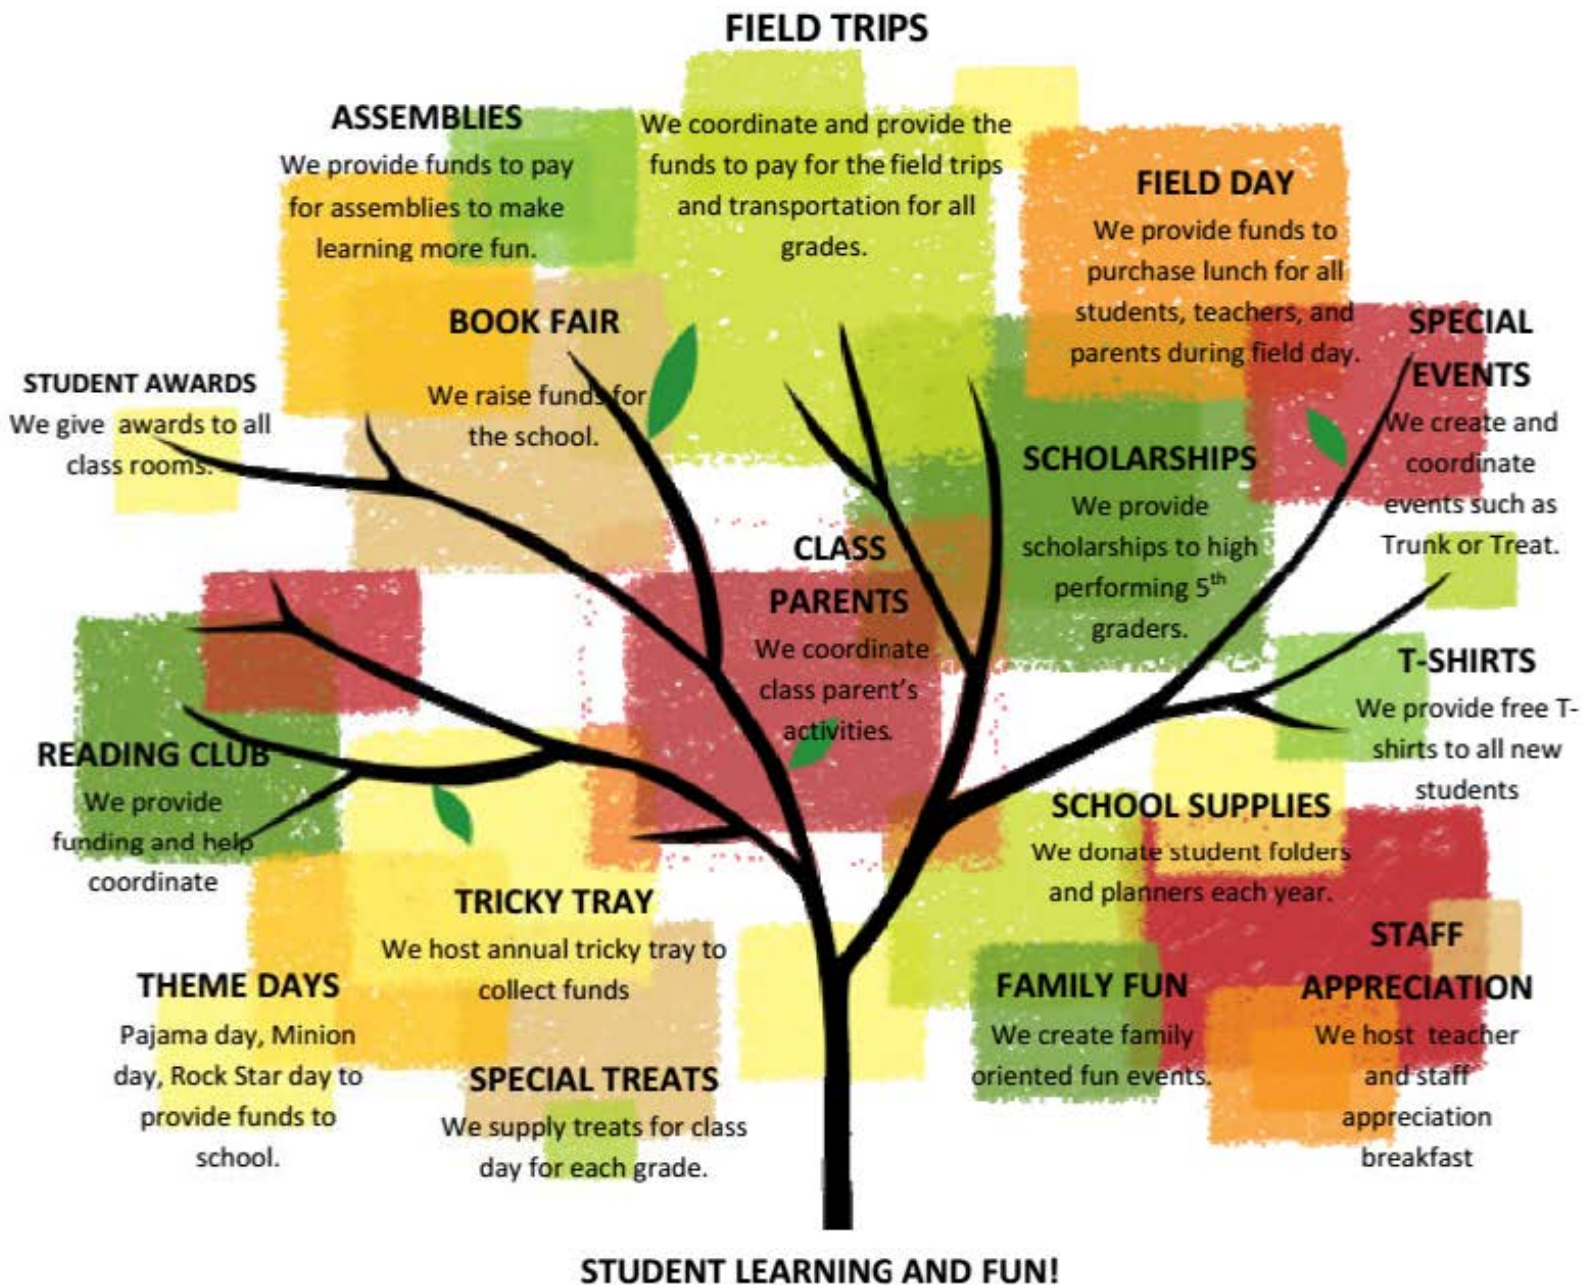 FIELD TRIPS
We coordinate and provide the
funds to pay for the field trips
and transportation for all
grades.
ASSEMBLIES
We provide funds to pay
for assemblies to make
learning more fun.
FIELD DAY
We provide funds to
purchase lunch for all
students, teachers, and
parents during field day.
BOOK FAIR
We raise funds for
the school.
SPECIAL
EVENTS
We create and
coordinate
events such as
Trunk or Treat.
STUDENT AWARDS
We give awards to all
class rooms.
SCHOLARSHIPS
We provide
scholarships to high
performing 5th
graders.
CLASS
PARENTS
We coordinate
class parent's
activities.
T-SHIRTS
We provide free T-
shirts to all new
students
READING CLUB
We provide
funding and help
coordinate
SCHOOL SUPPLIES
We donate student folders
and planners each year.
TRICKY TRAY
We host annual tricky tray to
collect funds
STAFF
APPRECIATION
We host teacher
and staff
appreciation
breakfast
THEME DAYS
Pajama day, Minion
day, Rock Star day to
provide funds to
school.
FAMILY FUN
We create family
oriented fun events.
SPECIAL TREATS
We supply treats for class
day for each grade.
STUDENT LEARNING AND FUN!